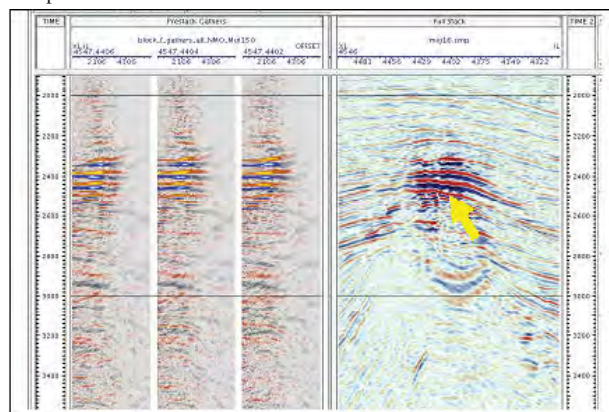 TIME Prestack Gathers Full Stack TIME 2
block_f_gathers_all_NMO_Mig150 mig16.cmp
XL,IL OFFSET XL IL
4547,4406 4547,4404 4547,4402 4546
2106 4306 2106 4306 2106 4306 4483 4456 4429 4402 4375 4349 4322
2000 2000
2200 2200
2400 2400
2600 2600
2800 2800
3000 3000
3200 3200
3400 3400